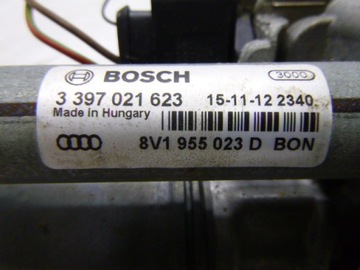 BOSCH 3000
3 397 021 623 15-11-12 2340
Made in Hungary
8V1 955 023 D BON